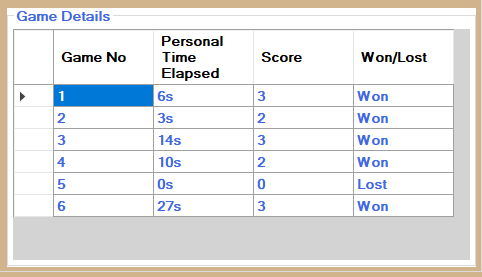 Game Details
Game No Personal Time Elapsed Score Won/Lost
1 6s 3 Won
2 3s 2 Won
3 14s 3 Won
4 10s 2 Won
5 0s 0 Lost
6 27s 3 Won